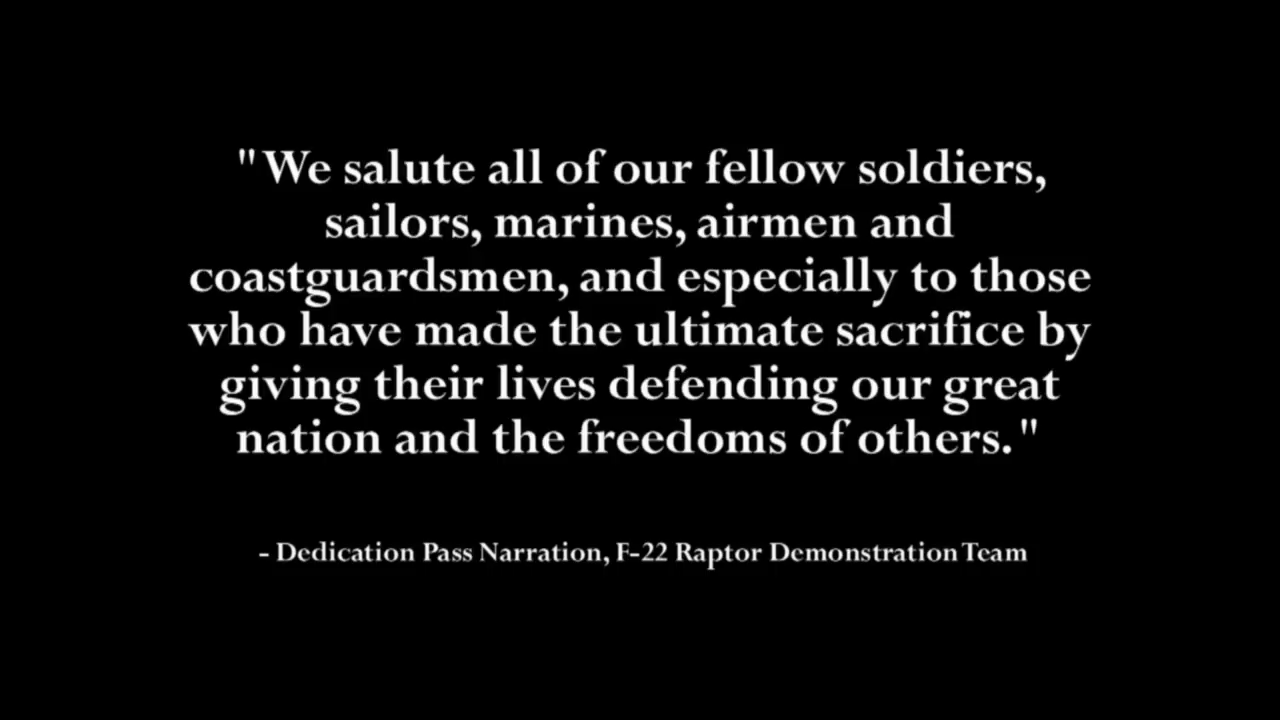 "We salute all of our fellow soldiers,
sailors, marines, airmen and
coastguardsmen, and especially to those
who have made the ultimate sacrifice by
giving their lives defending our great
nation and the freedoms of others."
- Dedication Pass Narration, F-22 Raptor Demonstration Team